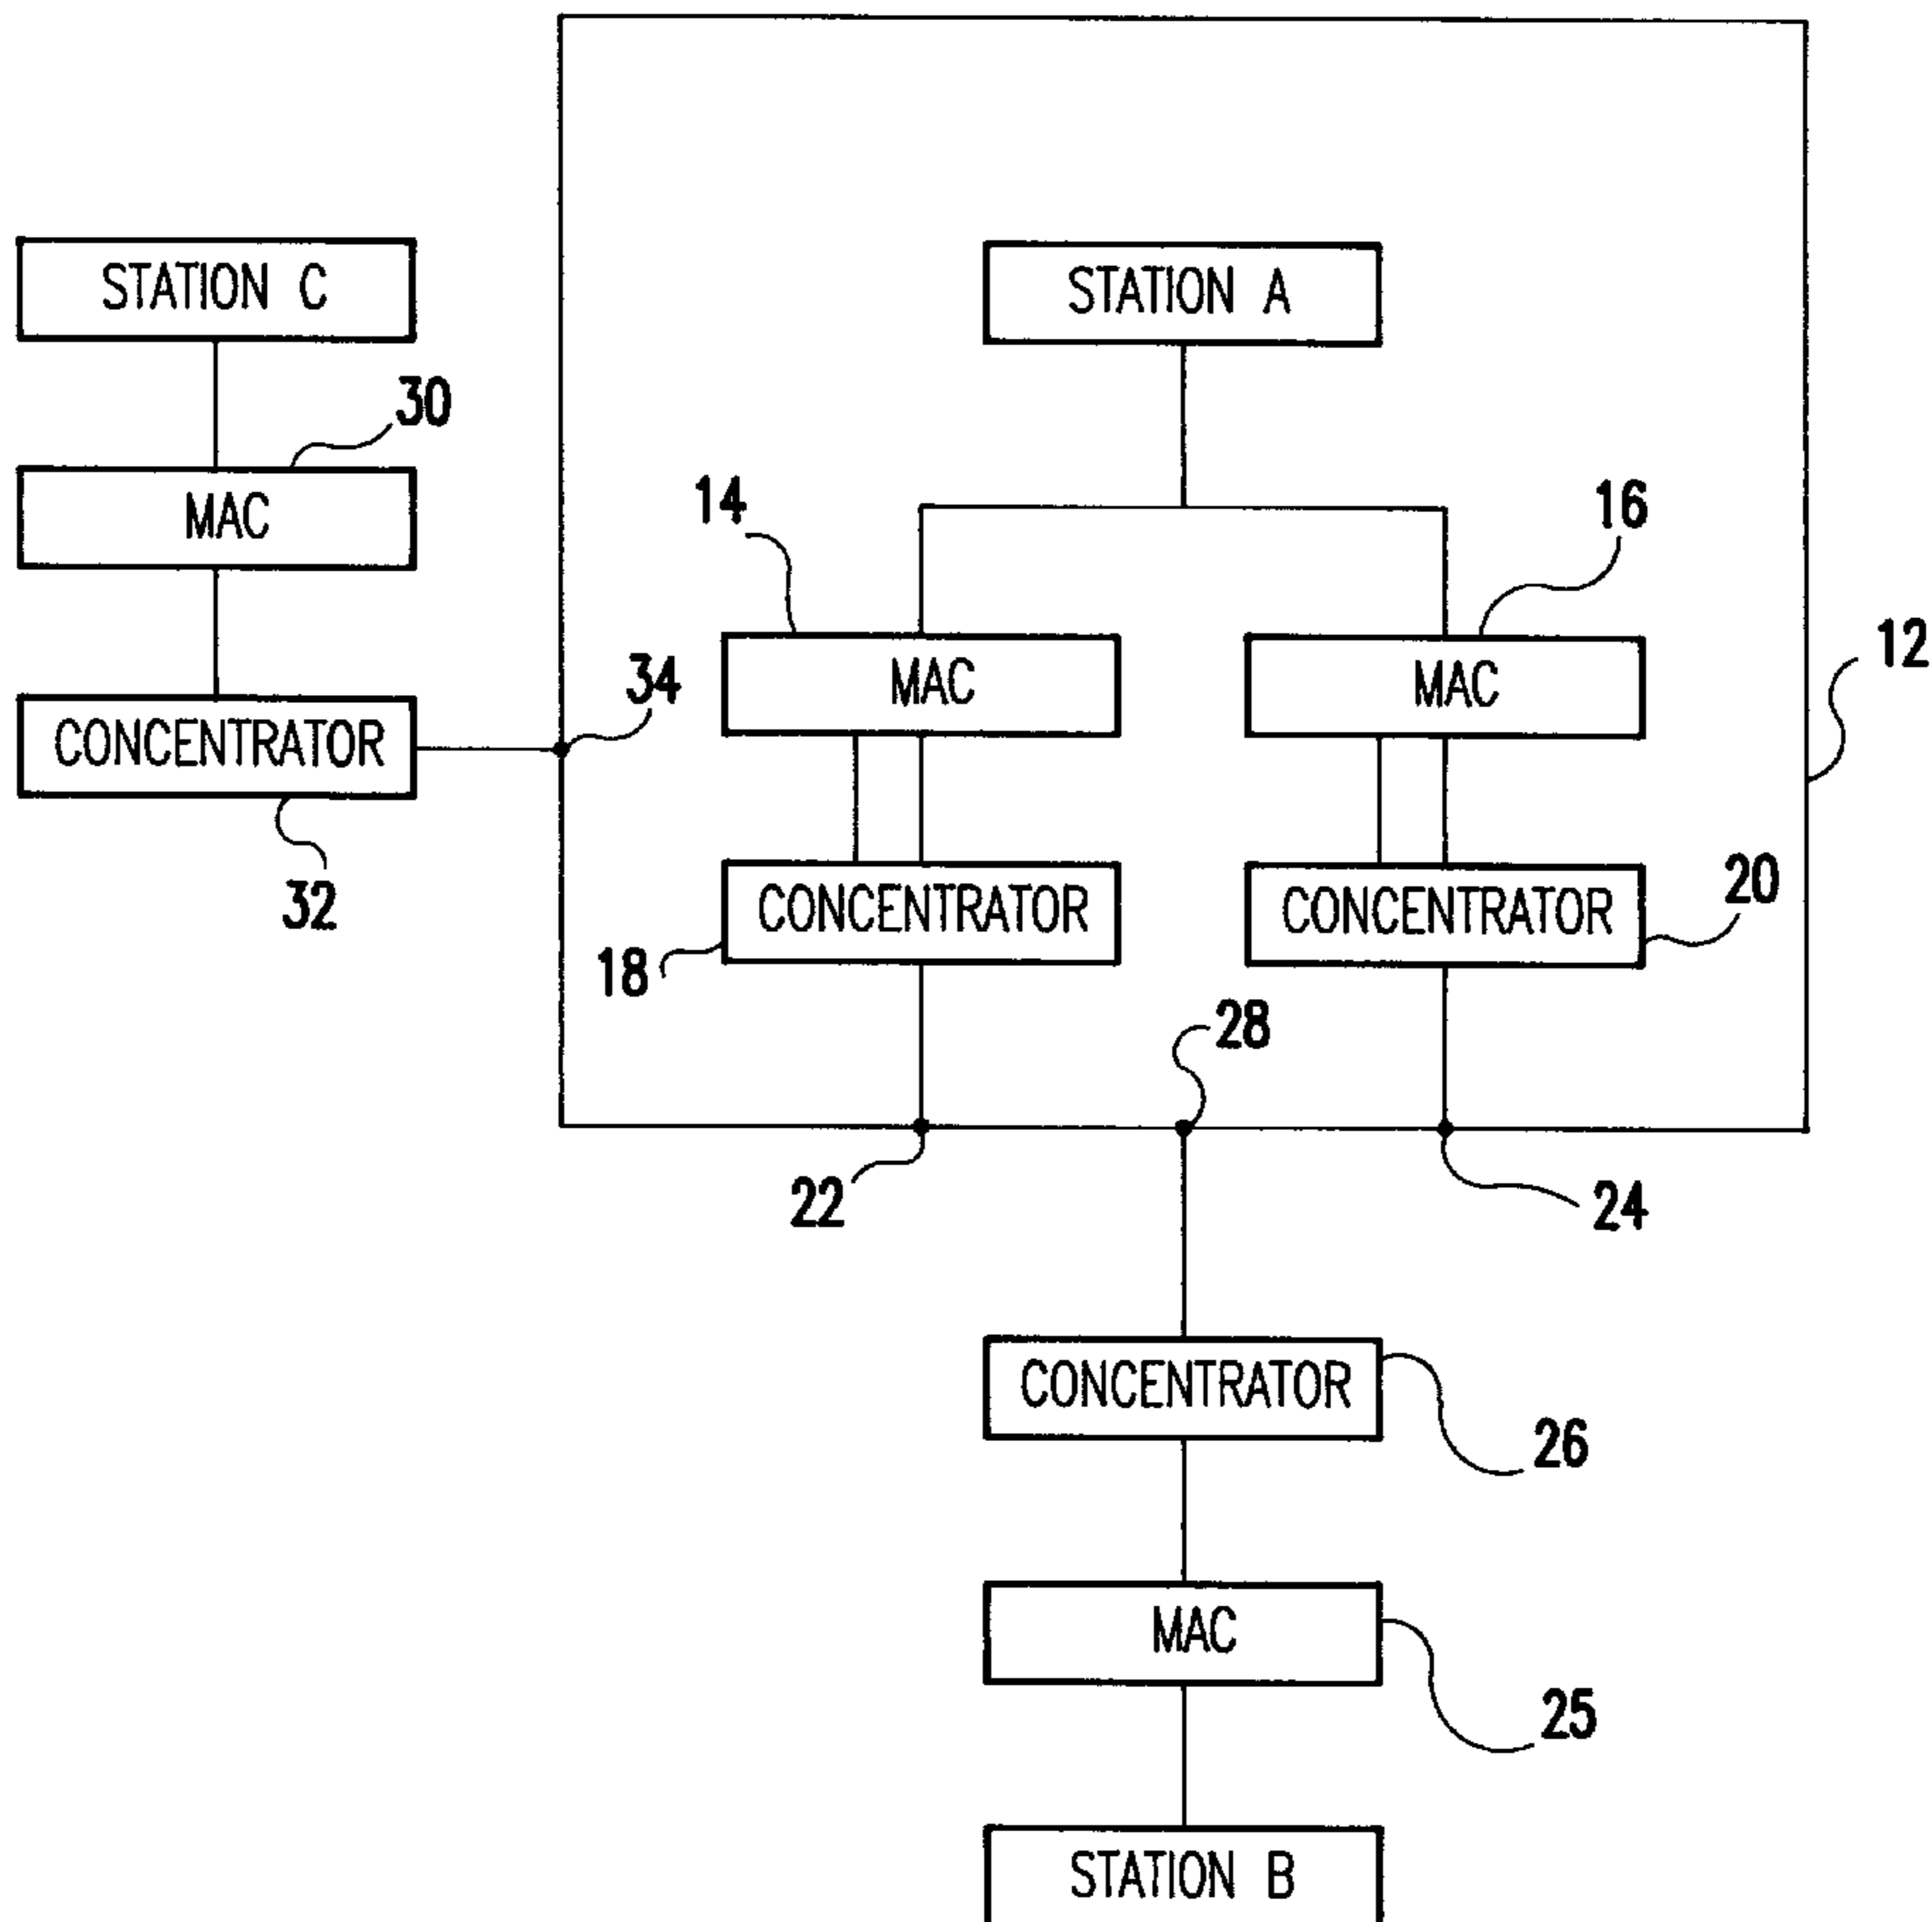 STATION C
STATION A
30
MAC
14
16
12
34
MAC
MAC
CONCENTRATOR
32
CONCENTRATOR
CONCENTRATOR
20
18
28
22
24
CONCENTRATOR
26
MAC
25
STATION B